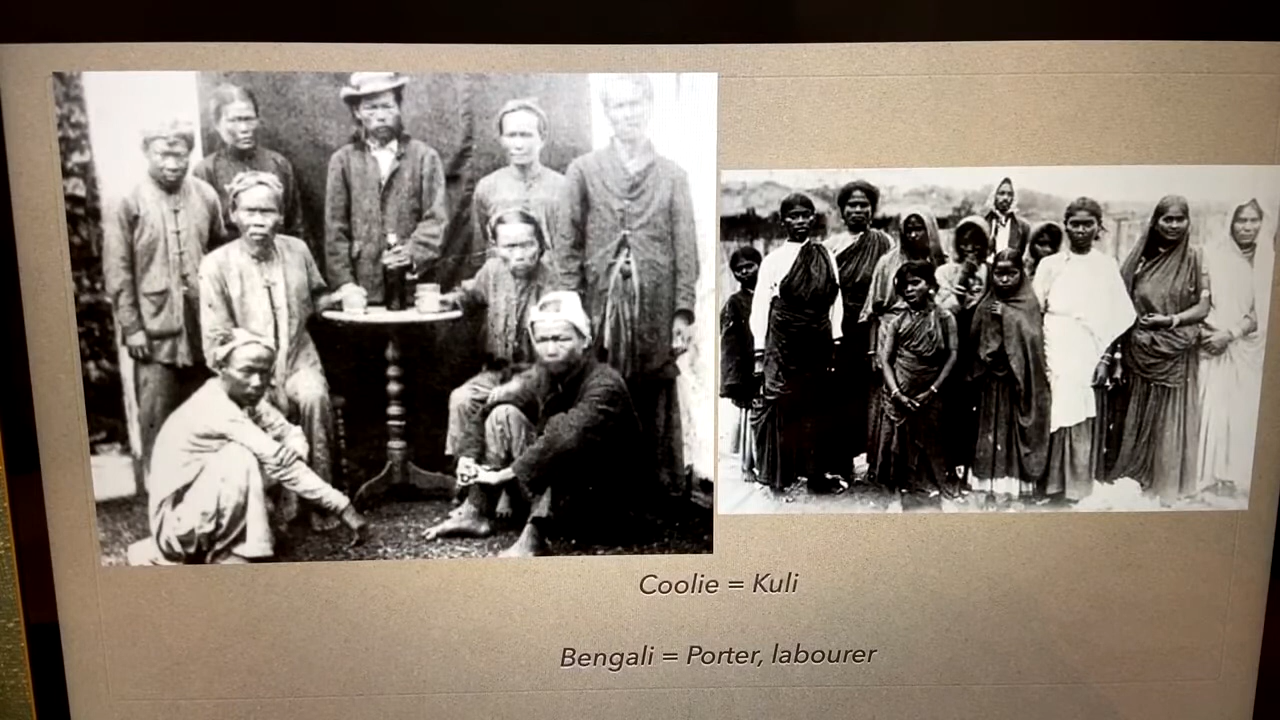 Coolie = Kuli
Bengali = Porter, labourer